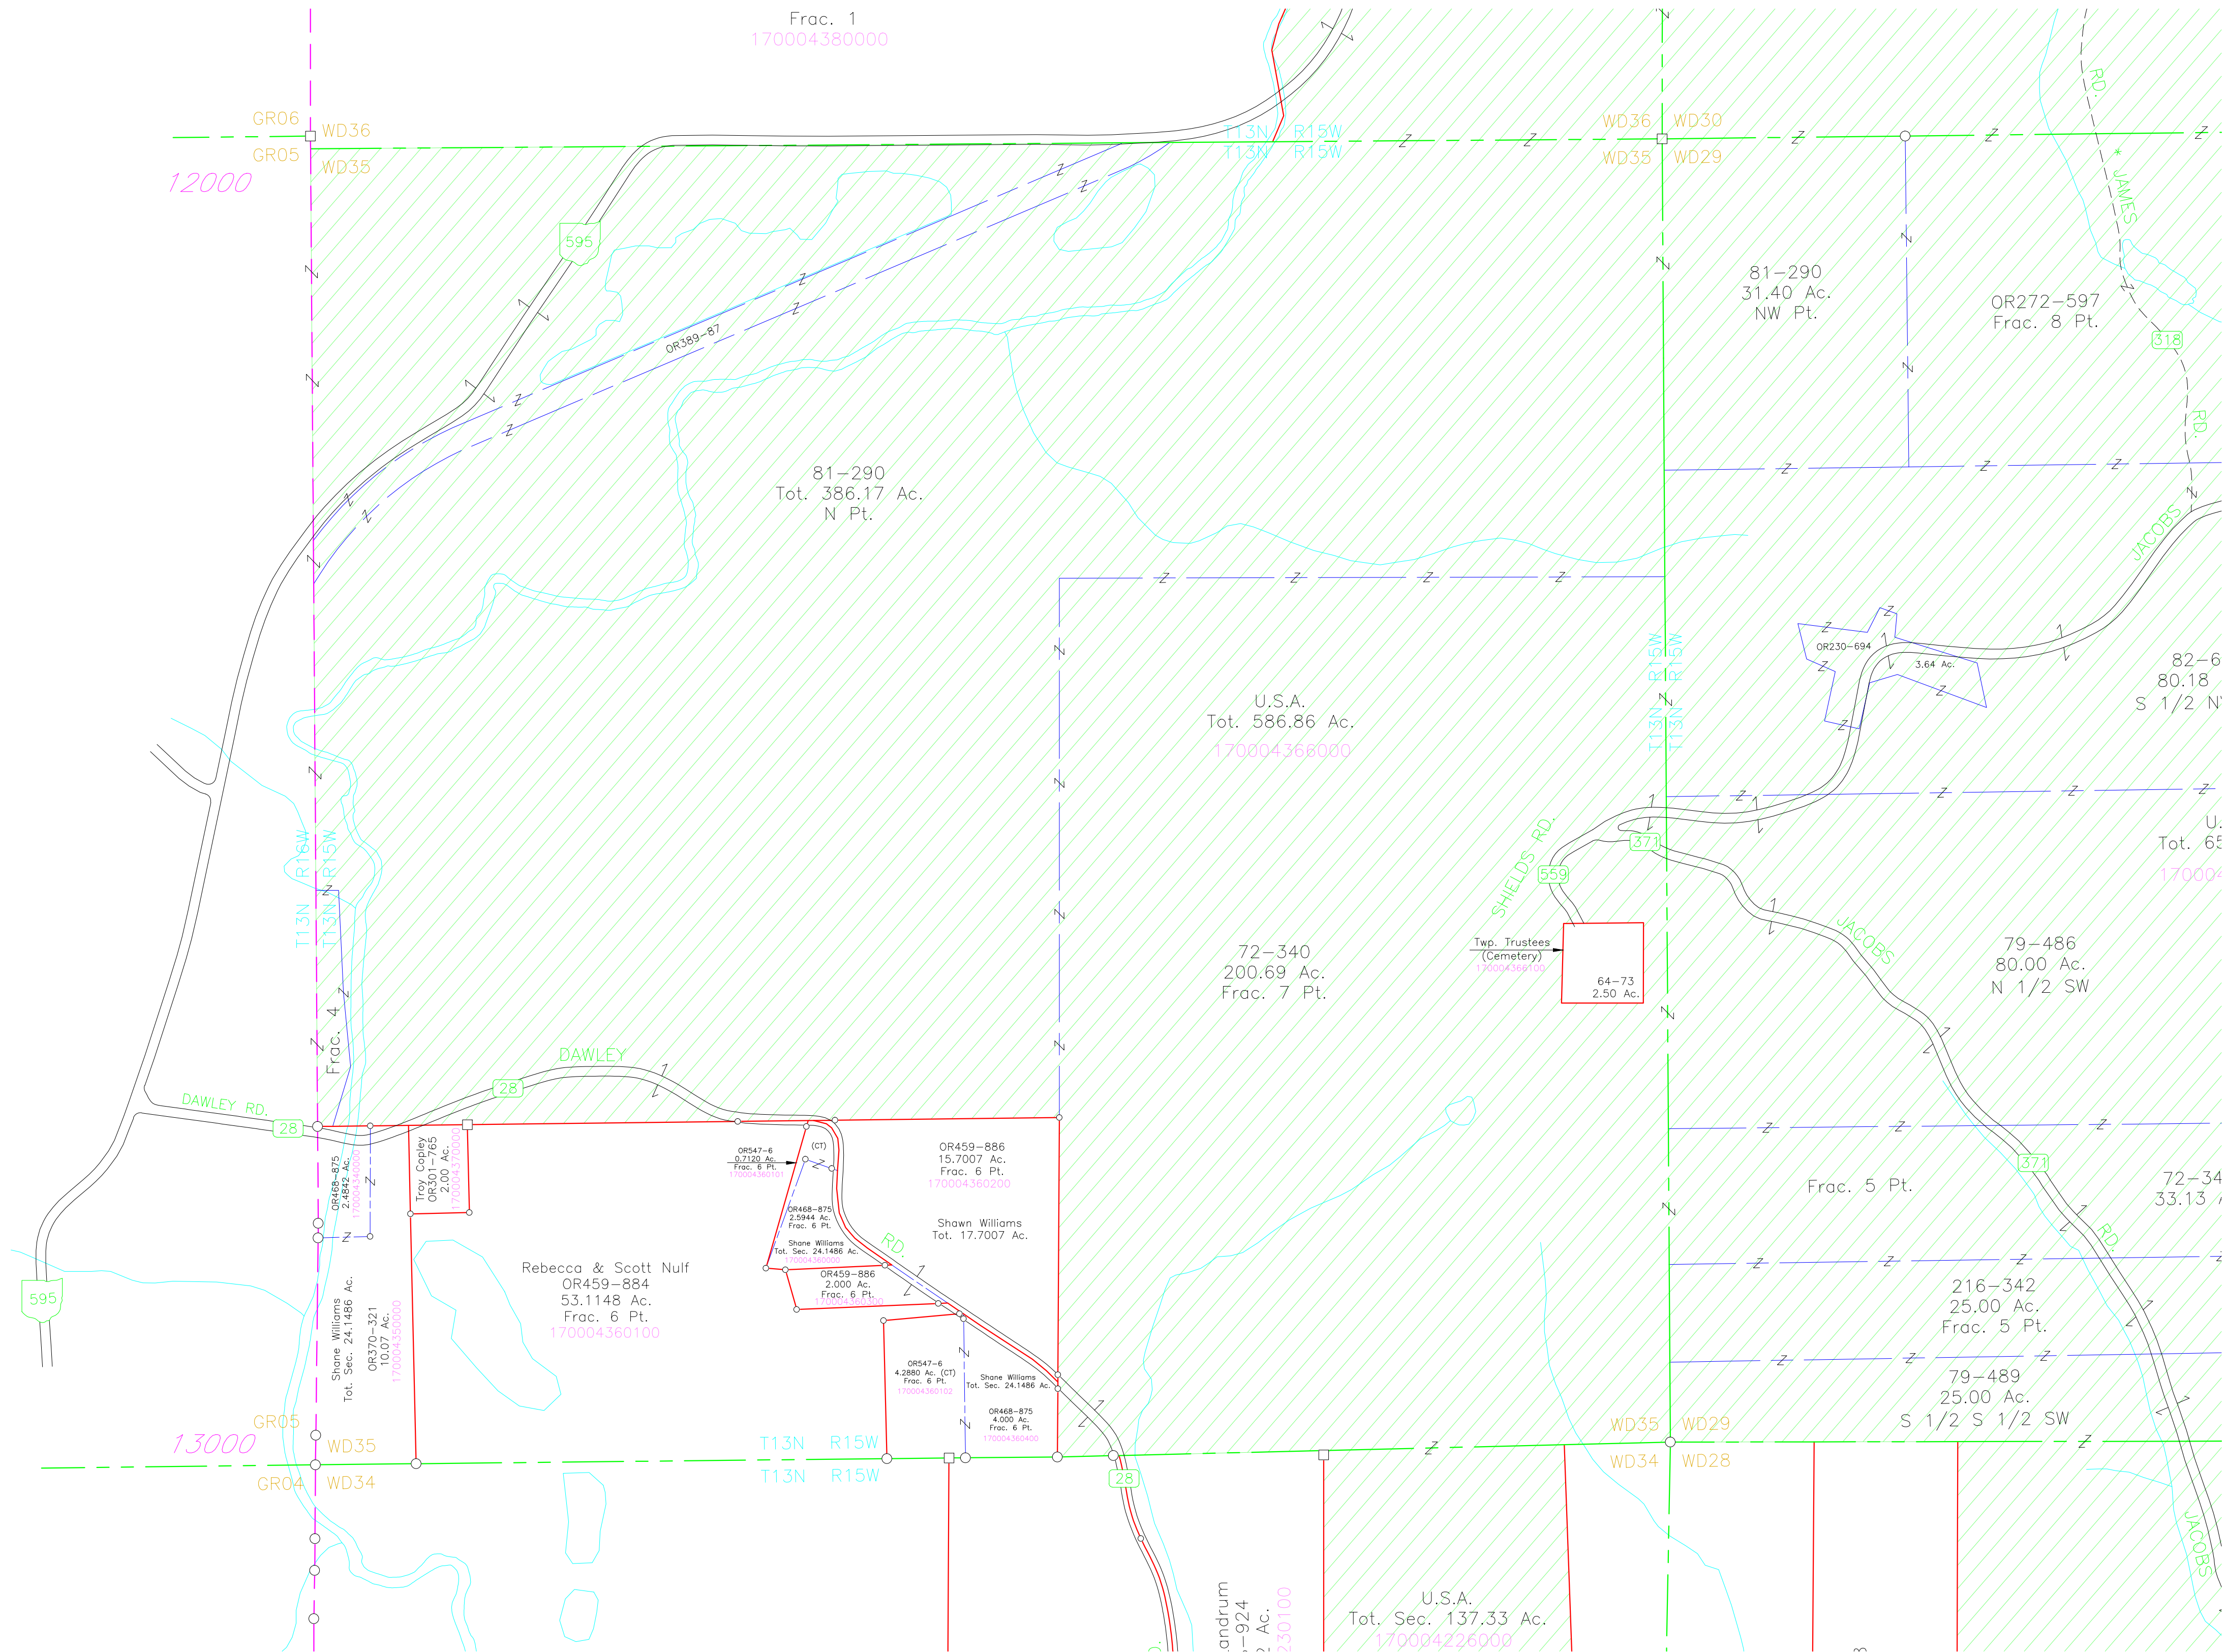 Frac. 1
170004380000
GR06
WD36
GR05
WD35
12000
T13N R15W
T13N R15W
WD36
WD30
WD35
WD29
RD.
* JAMES
318
RD.
595
OR389-87
81-290
31.40 Ac.
NW Pt.
OR272-597
Frac. 8 Pt.
81-290
Tot. 386.17 Ac.
N Pt.
JACOBS
OR230-694
3.64 Ac.
T13N R15W
T13N R15W
82-6
80.18
S 1/2 N
U.S.A.
Tot. 586.86 Ac.
170004366000
T13N R16W
T13N R15W
371
559
SHIELDS RD.
U.
Tot. 65
170004
JACOBS
Twp. Trustees
(Cemetery)
170004366100
64-73
2.50 Ac.
72-340
200.69 Ac.
Frac. 7 Pt.
79-486
80.00 Ac.
N 1/2 SW
Frac. 4
DAWLEY
28
DAWLEY RD.
28
OR468-875
2.4842 Ac.
170004340000
Troy Copley
OR301-765
2.00 Ac.
170004370000
OR547-6
0.7120 Ac.
Frac. 6 Pt.
170004360101
(CT)
OR459-886
15.7007 Ac.
Frac. 6 Pt.
170004360200
371
Frac. 5 Pt.
72-34
33.13
OR468-875
2.5944 Ac.
Frac. 6 Pt.
Shane Williams
Tot. Sec. 24.1486 Ac.
170004360000
Shawn Williams
Tot. 17.7007 Ac.
RD.
RD.
Rebecca & Scott Nulf
OR459-884
53.1148 Ac.
Frac. 6 Pt.
170004360100
OR459-886
2.000 Ac.
Frac. 6 Pt.
170004360300
595
Shane Williams
Tot. Sec. 24.1486 Ac.
OR370-321
10.07 Ac.
170004350000
216-342
25.00 Ac.
Frac. 5 Pt.
OR547-6
4.2880 Ac. (CT)
Frac. 6 Pt.
170004360102
Shane Williams
Tot. Sec. 24.1486 Ac.
OR468-875
4.000 Ac.
Frac. 6 Pt.
170004360400
79-489
25.00 Ac.
S 1/2 S 1/2 SW
GR05
WD35
13000
GR04
WD34
T13N R15W
T13N R15W
28
WD35
WD29
WD34
WD28
JACOBS
andrum
-924
Ac.
230100
U.S.A.
Tot. Sec. 137.33 Ac.
170004226000